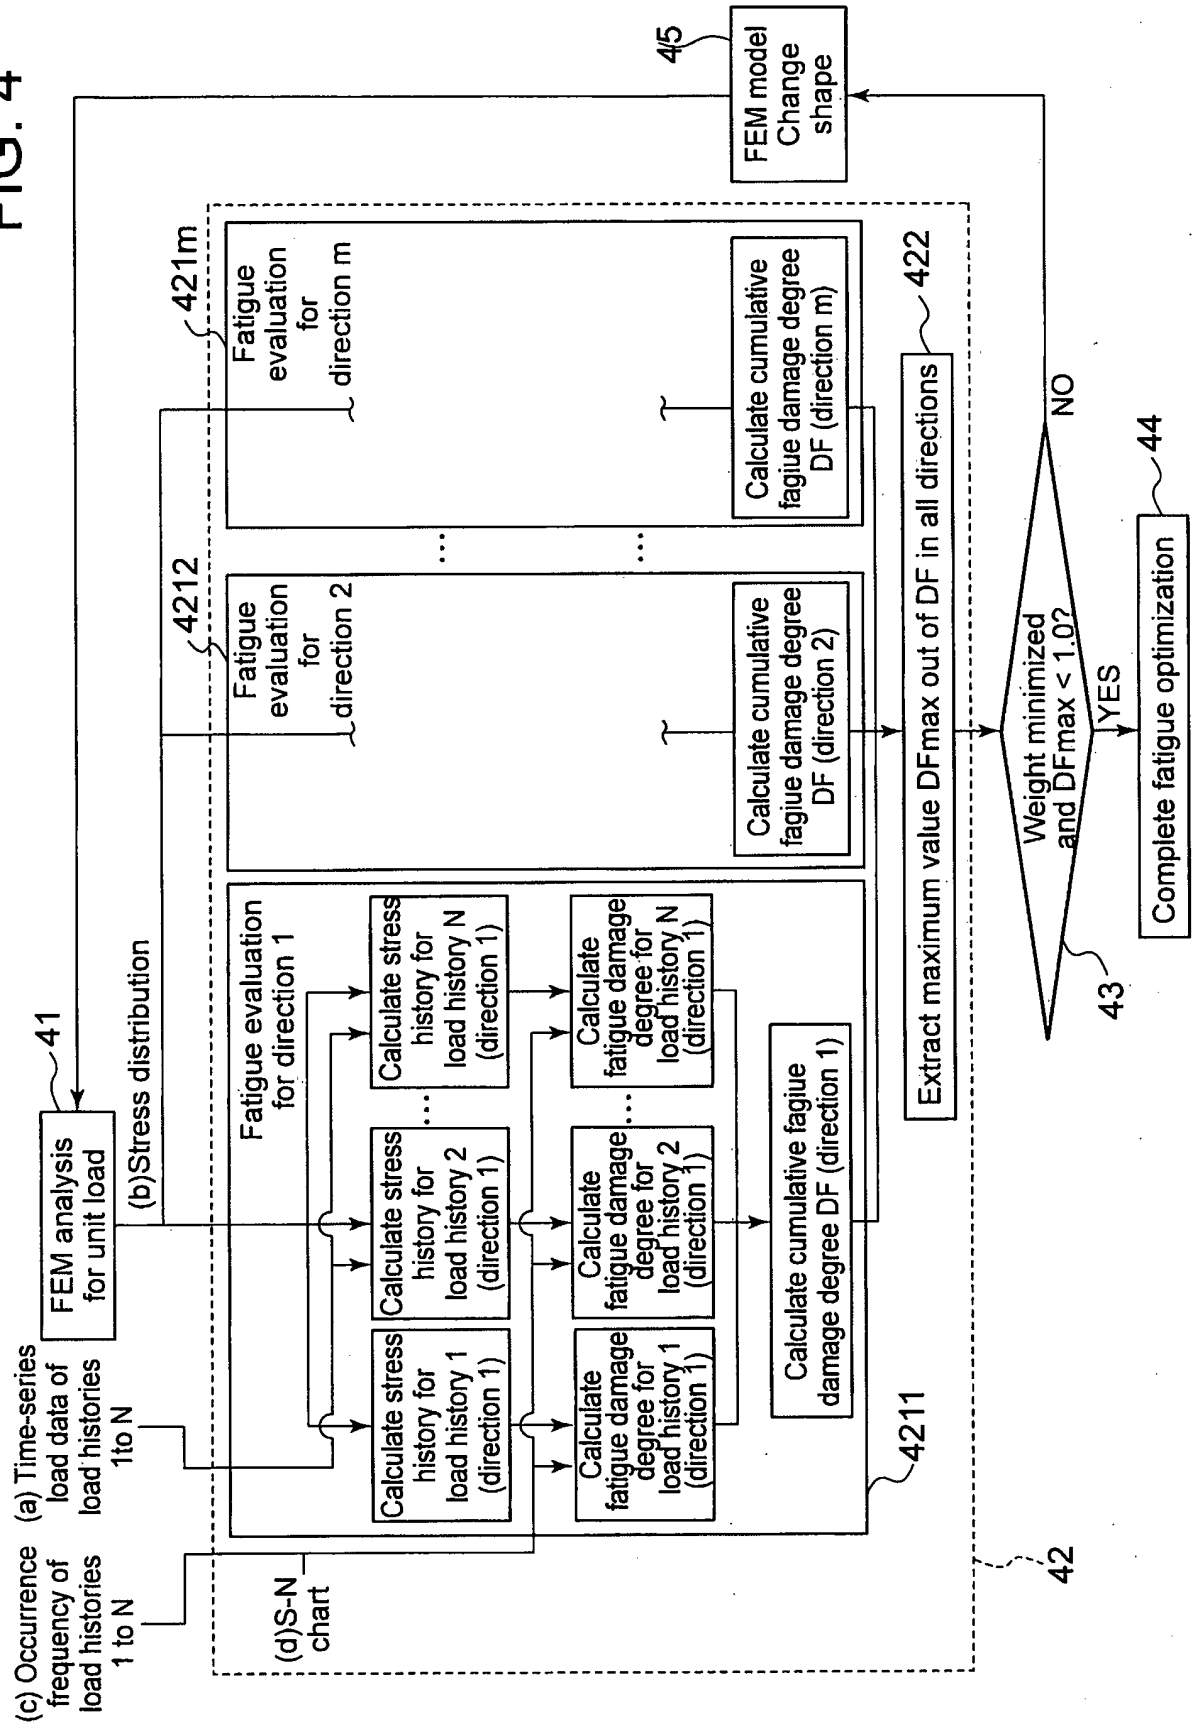 FIG. 4
(c) Occurrence
frequency of
load histories
1 to N
(a) Time-series
load data of
load histories
1to N
FEM analysis
for unit load
41
(b)Stress distribution
(d)S-N
chart
Fatigue evaluation
for direction 1
Calculate stress
history for
load history 1
(direction 1)
Calculate stress
history for
load history 2
(direction 1)
...
Calculate stress
history for
load history N
(direction 1)
Calculate
fatigue damage
degree for
load history 1
(direction 1)
Calculate
fatigue damage
degree for
load history 2
(direction 1)
...
Calculate
fatigue damage
degree for
load history N
(direction 1)
Calculate cumulative fagiue
damage degree DF (direction 1)
4211
4212
Fatigue
evaluation
for
direction 2
Calculate cumulative
fagiue damage degree
DF (direction 2)
...
...
421m
Fatigue
evaluation
for
direction m
Calculate cumulative
fagiue damage degree
DF (direction m)
Extract maximum value DFmax out of DF in all directions
422
42
Weight minimized
and DFmax < 1.0?
43
NO
YES
Complete fatigue optimization
44
FEM model
Change
shape
45